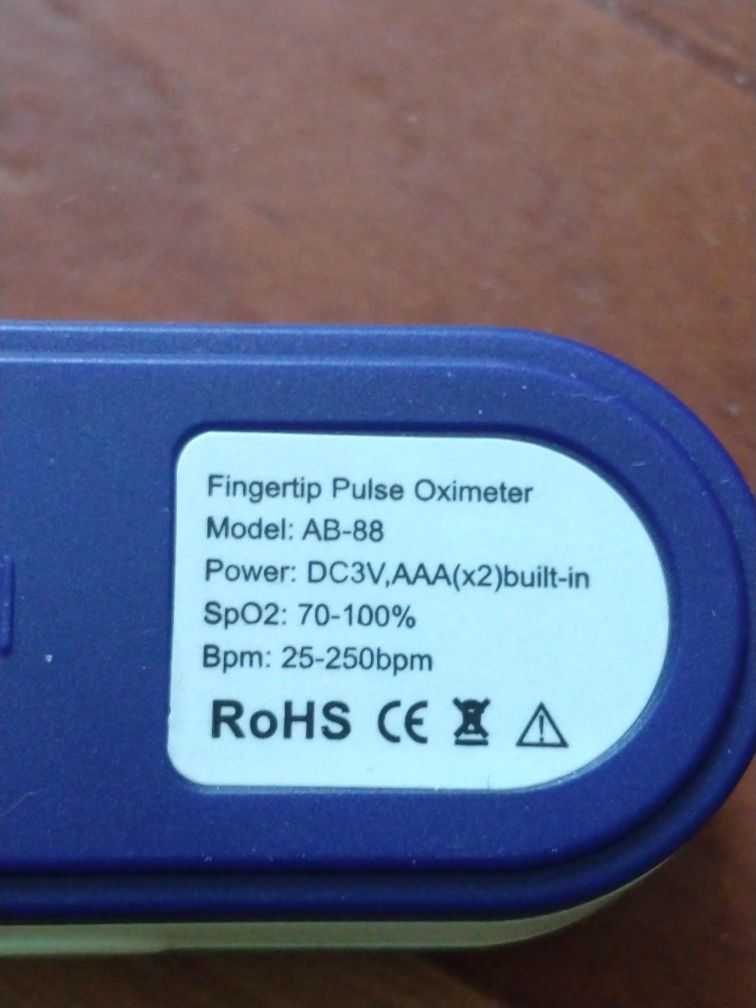 Fingertip Pulse Oximeter
Model: AB-88
Power: DC3V,AAA(x2)built-in
SpO2: 70-100%
Bpm: 25-250bpm
RoHS CE